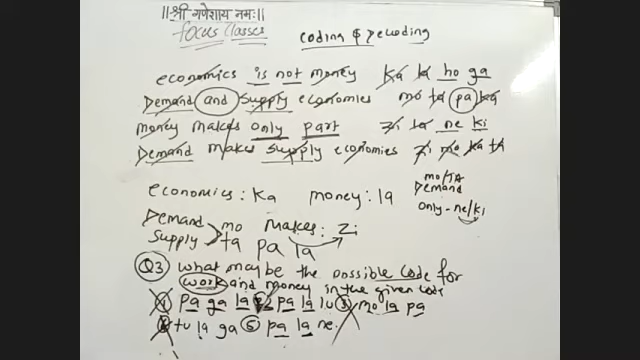 ||श्री गणेशाय नमः||
focus Classes
Coding & Decoding
economics is not money ka la ho ga
Demand and supply economies mo ta pa ka
money makes only part zi la ne ki
Demand makes supply economies zi mo ka ta
economics: ka money: la
mo/TA
Demand
only - ne/ki
Demand
Supply > mo
ta
makes: zi
pa la
Q3 what may be the possible code for
work and money in the given code
1 pa ga la 2 pa la lu 3 mo la pa
4 tu la ga 5 pa la ne.